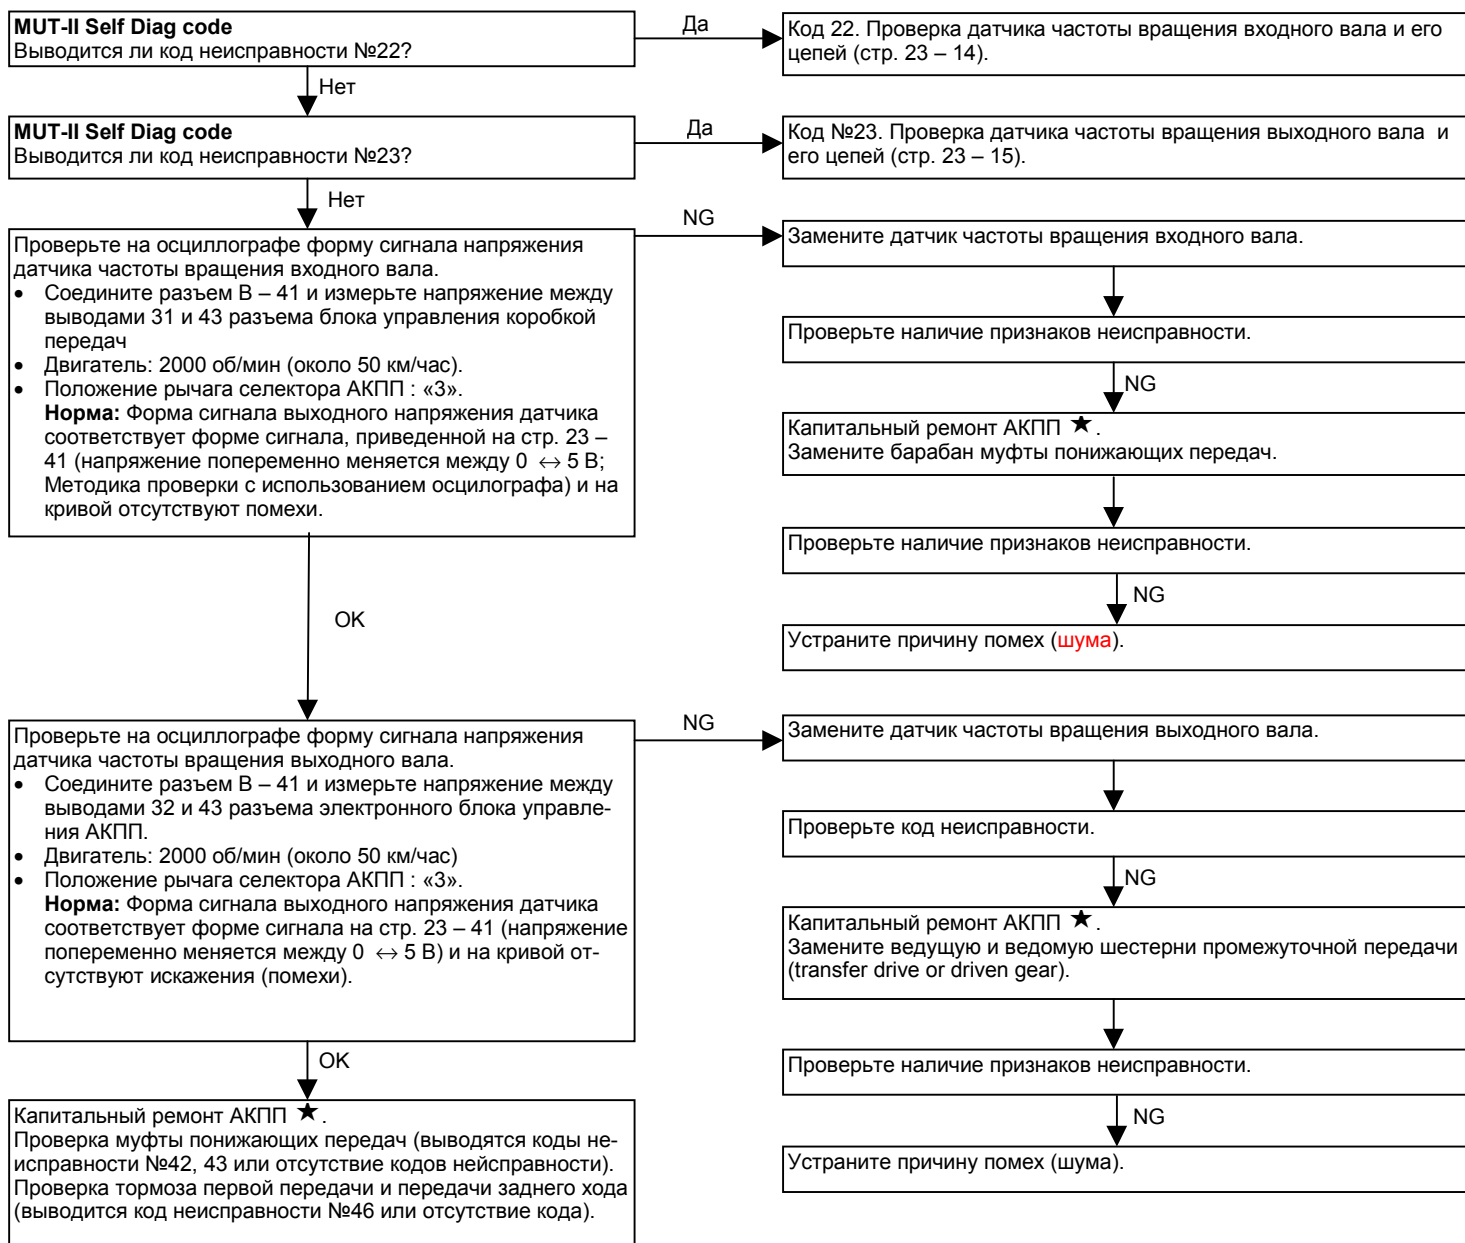 MUT-II Self Diag code
Выводится ли код неисправности №22?
Да
Код 22. Проверка датчика частоты вращения входного вала и его
цепей (стр. 23 – 14).
Нет
MUT-II Self Diag code
Выводится ли код неисправности №23?
Да
Код №23. Проверка датчика частоты вращения выходного вала и
его цепей (стр. 23 – 15).
Нет
Проверьте на осциллографе форму сигнала напряжения
датчика частоты вращения входного вала.
• Соедините разъем В – 41 и измерьте напряжение между
выводами 31 и 43 разъема блока управления коробкой
передач
• Двигатель: 2000 об/мин (около 50 км/час).
• Положение рычага селектора АКПП : «3».
Норма: Форма сигнала выходного напряжения датчика
соответствует форме сигнала, приведенной на стр. 23 –
41 (напряжение попеременно меняется между 0 ↔ 5 В;
Методика проверки с использованием осцилографа) и на
кривой отсутствуют помехи.
NG
Замените датчик частоты вращения входного вала.
Проверьте наличие признаков неисправности.
NG
Капитальный ремонт АКПП ★.
Замените барабан муфты понижающих передач.
Проверьте наличие признаков неисправности.
NG
Устраните причину помех (шума).
OK
Проверьте на осциллографе форму сигнала напряжения
датчика частоты вращения выходного вала.
• Соедините разъем В – 41 и измерьте напряжение между
выводами 32 и 43 разъема электронного блока управле-
ния АКПП.
• Двигатель: 2000 об/мин (около 50 км/час)
• Положение рычага селектора АКПП : «3».
Норма: Форма сигнала выходного напряжения датчика
соответствует форме сигнала на стр. 23 – 41 (напряжение
попеременно меняется между 0 ↔ 5 В) и на кривой от-
сутствуют искажения (помехи).
NG
Замените датчик частоты вращения выходного вала.
Проверьте код неисправности.
NG
Капитальный ремонт АКПП ★.
Замените ведущую и ведомую шестерни промежуточной передачи
(transfer drive or driven gear).
Проверьте наличие признаков неисправности.
NG
Устраните причину помех (шума).
OK
Капитальный ремонт АКПП ★.
Проверка муфты понижающих передач (выводятся коды не-
исправности №42, 43 или отсутствие кодов нейсправности).
Проверка тормоза первой передачи и передачи заднего хода
(выводится код неисправности №46 или отсутствие кода).